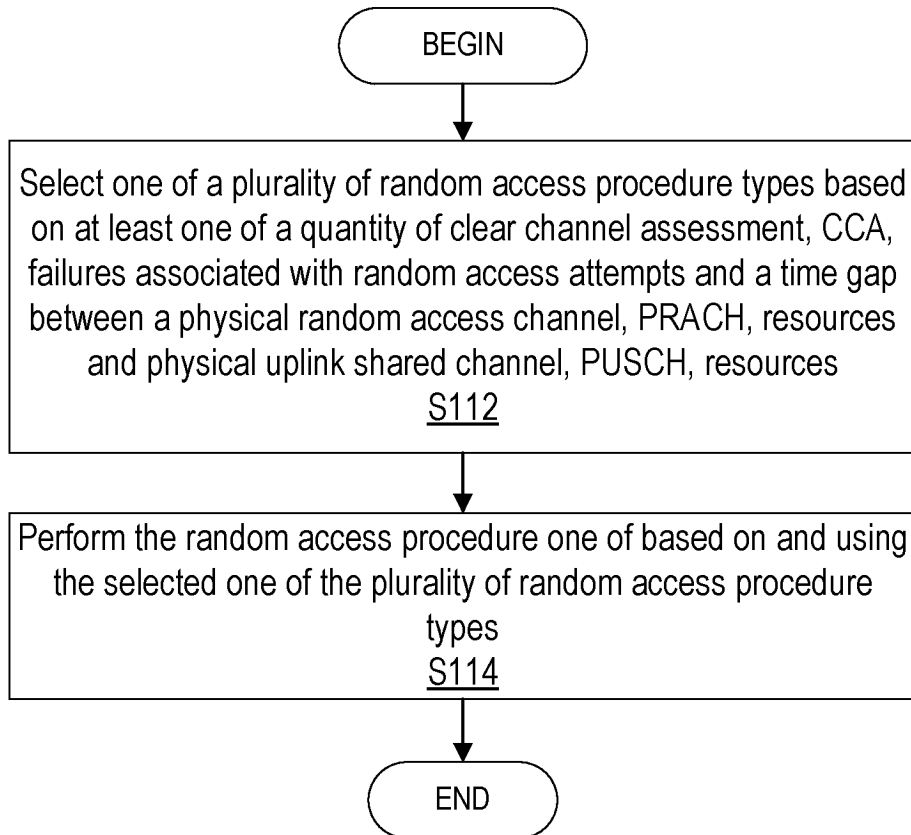 BEGIN
Select one of a plurality of random access procedure types based
on at least one of a quantity of clear channel assessment, CCA,
failures associated with random access attempts and a time gap
between a physical random access channel, PRACH, resources
and physical uplink shared channel, PUSCH, resources
S112
Perform the random access procedure one of based on and using
the selected one of the plurality of random access procedure
types
S114
END